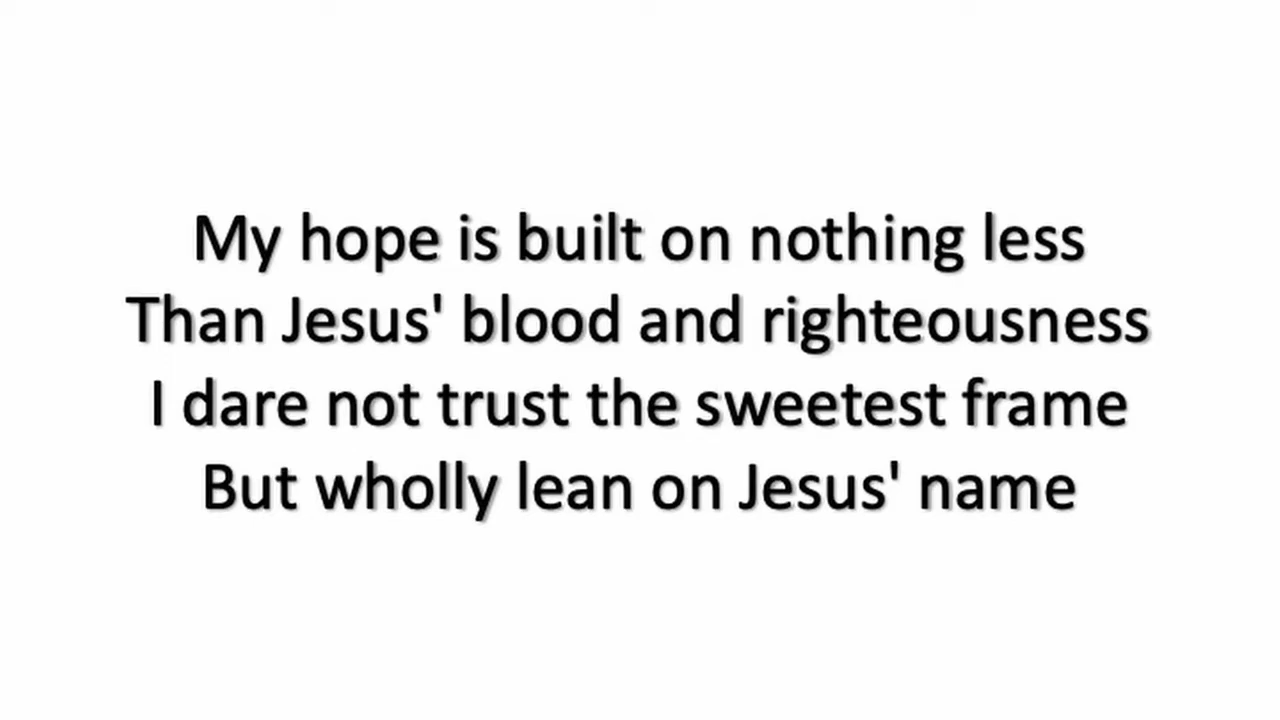 My hope is built on nothing less
Than Jesus' blood and righteousness
I dare not trust the sweetest frame
But wholly lean on Jesus' name